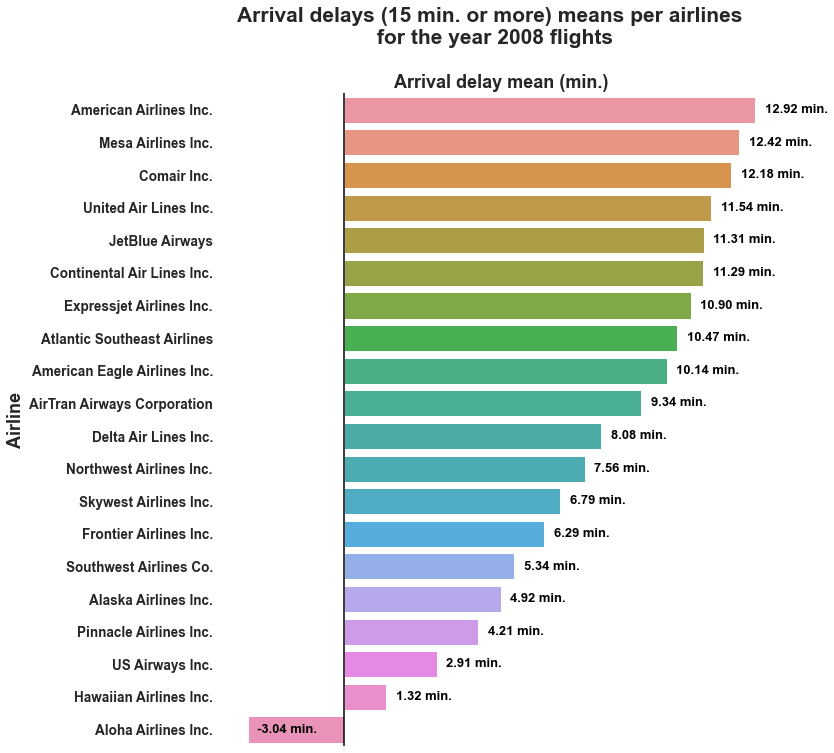 Arrival delays (15 min. or more) means per airlines
for the year 2008 flights
Arrival delay mean (min.)
Airline
American Airlines Inc. 12.92 min.
Mesa Airlines Inc. 12.42 min.
Comair Inc. 12.18 min.
United Air Lines Inc. 11.54 min.
JetBlue Airways 11.31 min.
Continental Air Lines Inc. 11.29 min.
Expressjet Airlines Inc. 10.90 min.
Atlantic Southeast Airlines 10.47 min.
American Eagle Airlines Inc. 10.14 min.
AirTran Airways Corporation 9.34 min.
Delta Air Lines Inc. 8.08 min.
Northwest Airlines Inc. 7.56 min.
Skywest Airlines Inc. 6.79 min.
Frontier Airlines Inc. 6.29 min.
Southwest Airlines Co. 5.34 min.
Alaska Airlines Inc. 4.92 min.
Pinnacle Airlines Inc. 4.21 min.
US Airways Inc. 2.91 min.
Hawaiian Airlines Inc. 1.32 min.
Aloha Airlines Inc. -3.04 min.